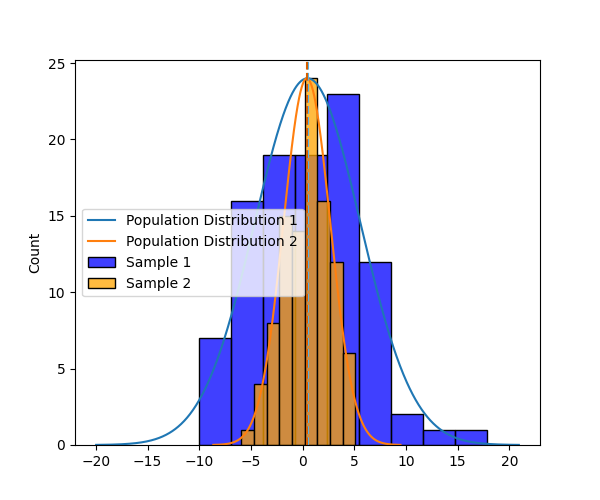 25
20
15
10
5
0
Count
Population Distribution 1
Population Distribution 2
Sample 1
Sample 2
−20 −15 −10 −5 0 5 10 15 20